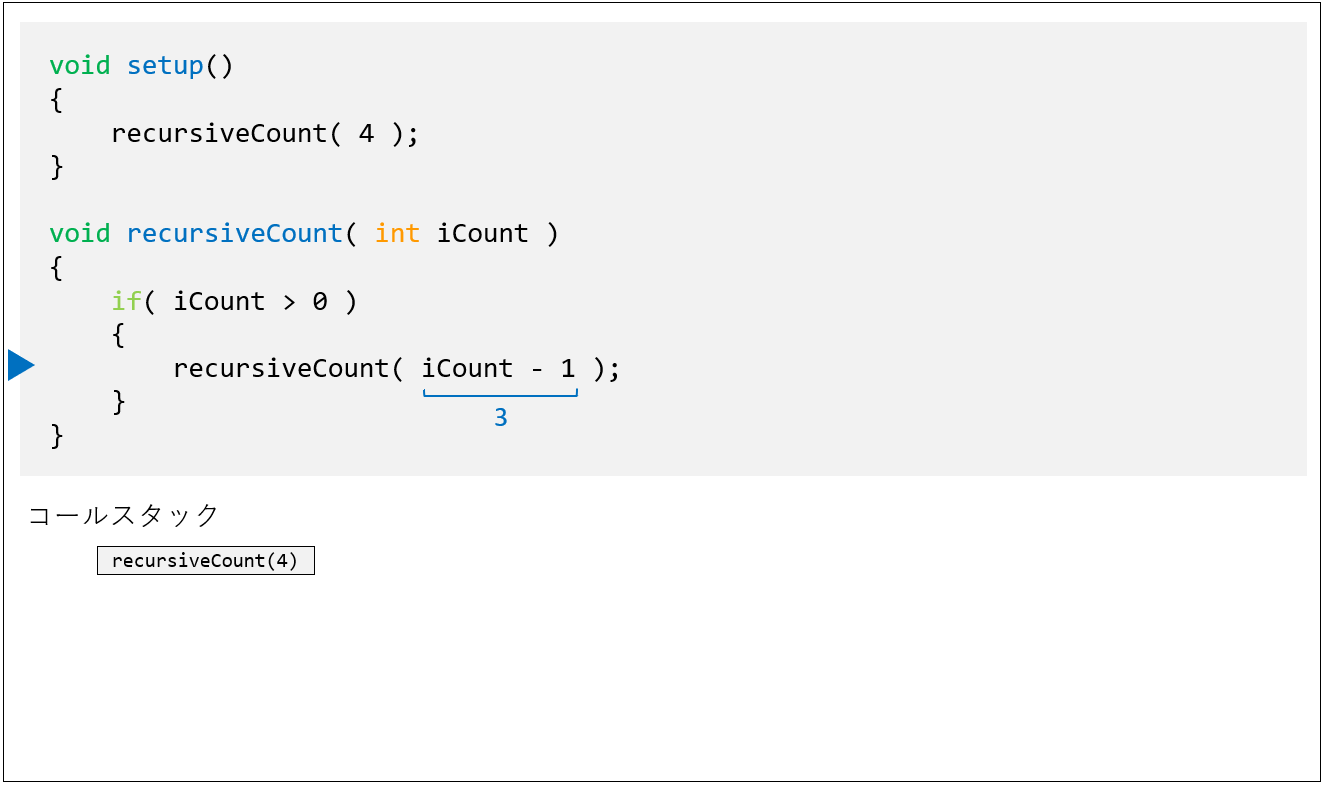 void setup()
{
    recursiveCount( 4 );
}

void recursiveCount( int iCount )
{
    if( iCount > 0 )
    {
        recursiveCount( iCount - 1 );
    }
3
}
コールスタック
recursiveCount(4)